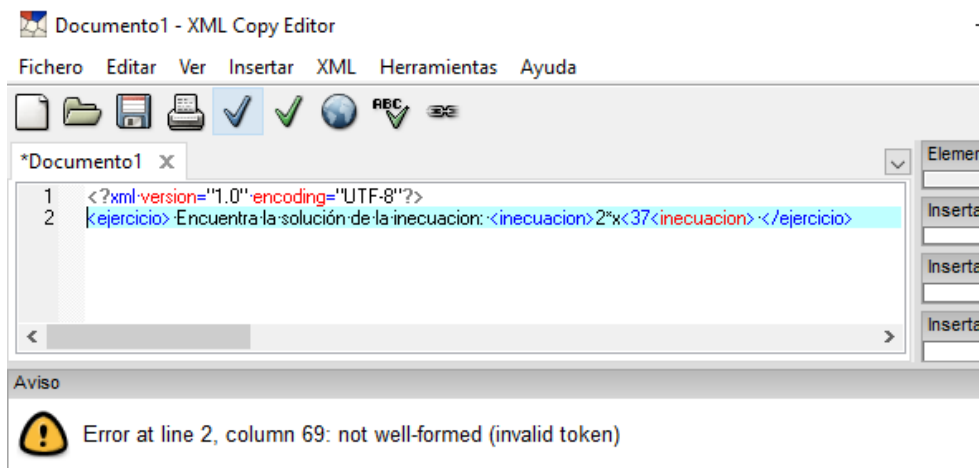 Documento1 - XML Copy Editor
Fichero Editar Ver Insertar XML Herramientas Ayuda
ABC
*Documento1
1 <?xml·version="1.0"·encoding="UTF-8"?>
2 <ejercicio>·Encuentra·la·solución·de·la·inecuacion:·<inecuacion>2*x<37<inecuacion>·</ejercicio>
Elemen
Inserta
Inserta
Inserta
Aviso
Error at line 2, column 69: not well-formed (invalid token)